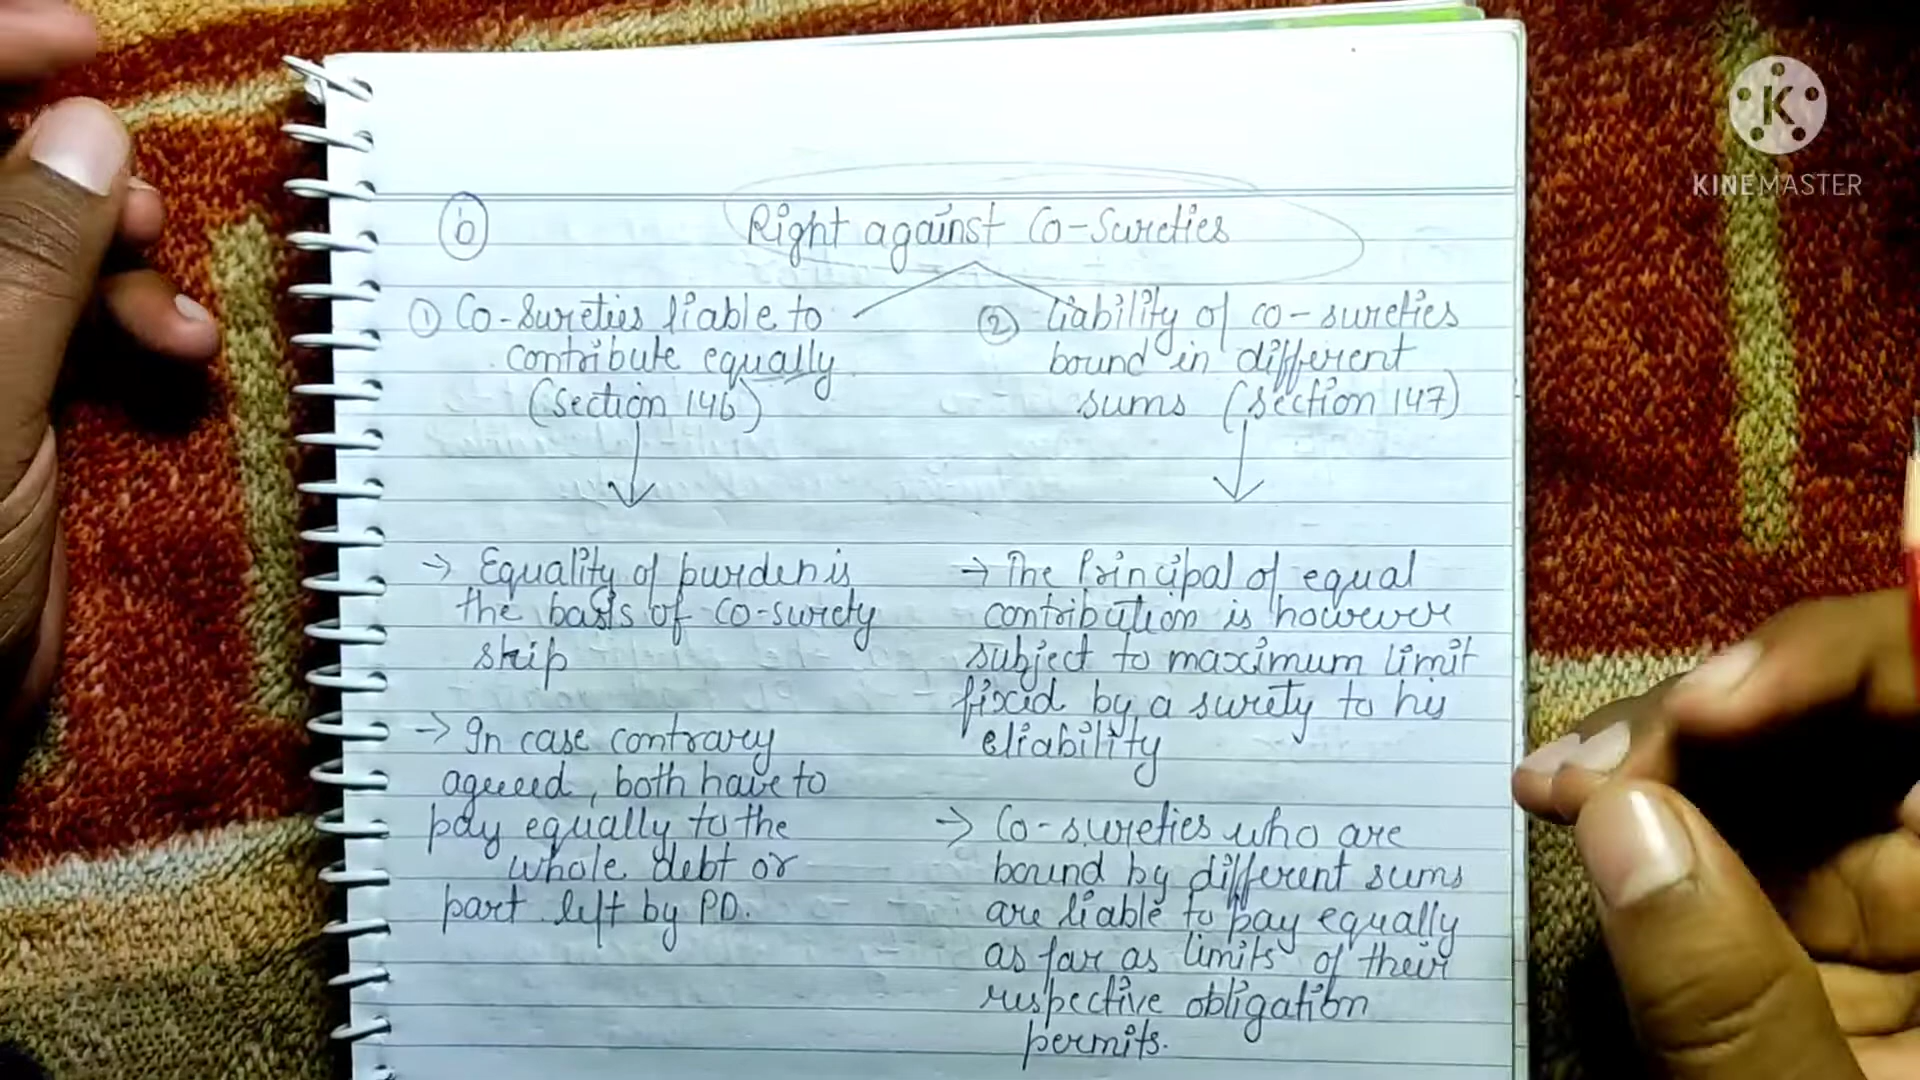 KINEMASTER
b
Right against Co-Sureties
① Co-Sureties liable to
contribute equally
(Section 146)
② Liability of co-sureties
bound in different
sums (Section 147)
→ Equality of burden is
the basis of co-surety
ship
→ In case contrary
agreeed, both have to
pay equally to the
whole debt or
part left by PD.
→ The Principal of equal
contribution is however
subject to maximum limit
fixed by a surety to his
eliability
→ Co-sureties who are
bound by different sums
are liable to pay equally
as far as limits of their
respective obligation
permits.